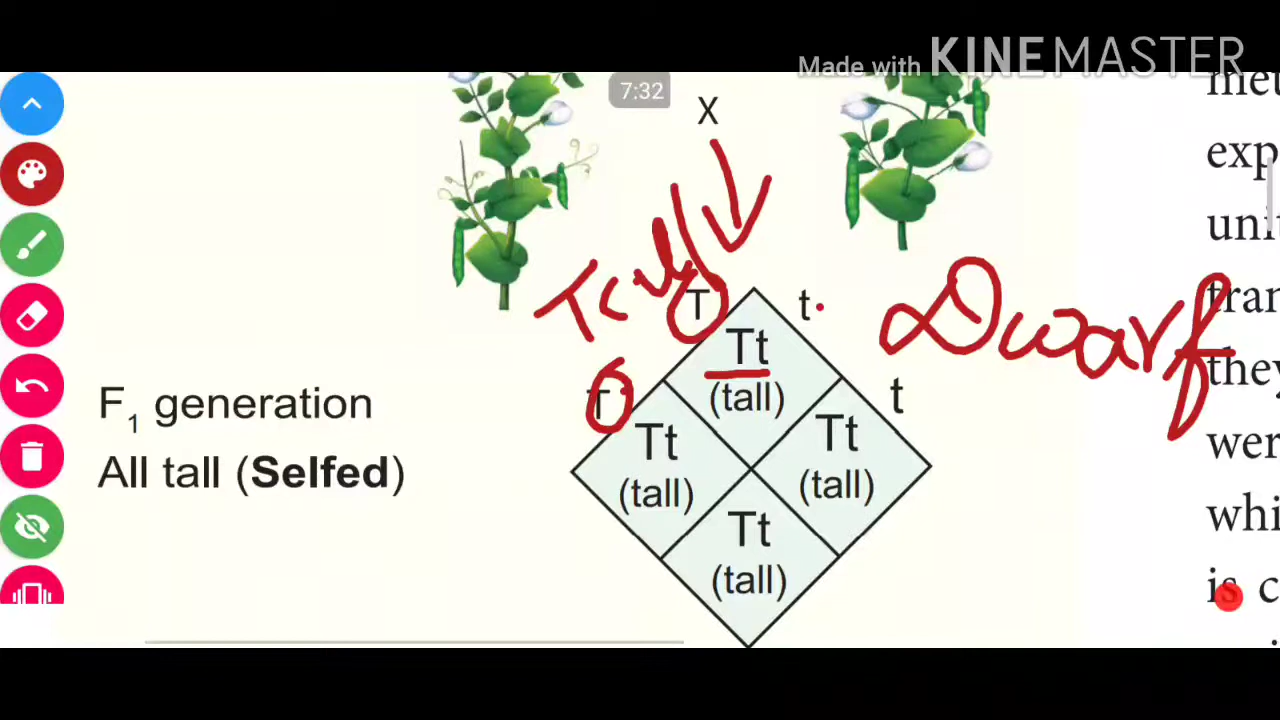 Made with KINEMASTER
7:32
X
Tall
Dwarf
T t
T t
Tt
(tall)
Tt
(tall)
Tt
(tall)
Tt
(tall)
F1 generation
All tall (Selfed)
exp
uni
tran
they
wer
whi
is c